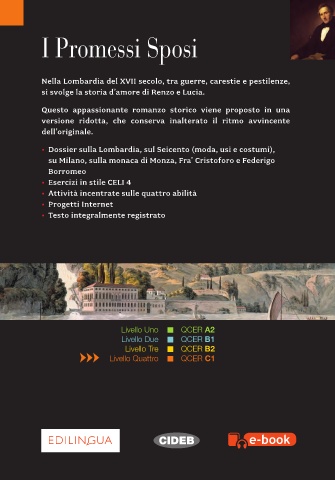 I Promessi Sposi
Nella Lombardia del XVII secolo, tra guerre, carestie e pestilenze,
si svolge la storia d'amore di Renzo e Lucia.
Questo appassionante romanzo storico viene proposto in una
versione ridotta, che conserva inalterato il ritmo avvincente
dell'originale.
• Dossier sulla Lombardia, sul Seicento (moda, usi e costumi),
su Milano, sulla monaca di Monza, Fra' Cristoforo e Federigo
Borromeo
• Esercizi in stile CELI 4
• Attività incentrate sulle quattro abilità
• Progetti Internet
• Testo integralmente registrato
Livello Uno ■ QCER A2
Livello Due ■ QCER B1
Livello Tre ■ QCER B2
Livello Quattro ■ QCER C1
EDILINGUA
CIDEB
e-book